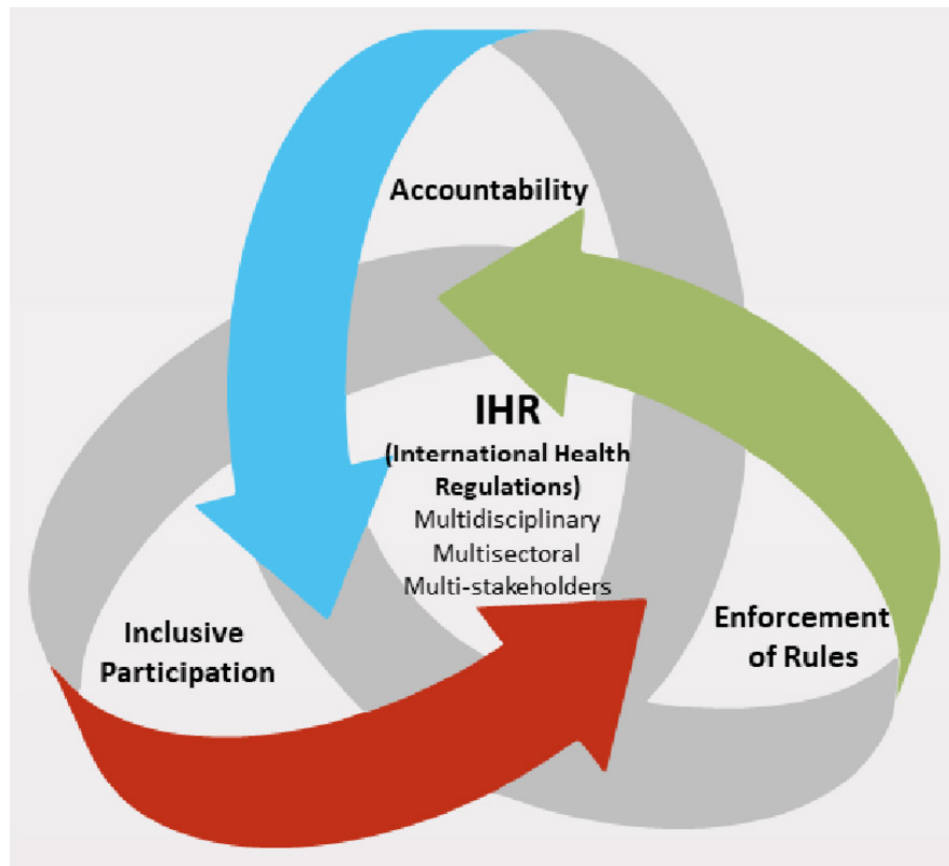 Accountability
IHR
(International Health
Regulations)
Multidisciplinary
Multisectoral
Multi-stakeholders
Inclusive
Participation
Enforcement
of Rules